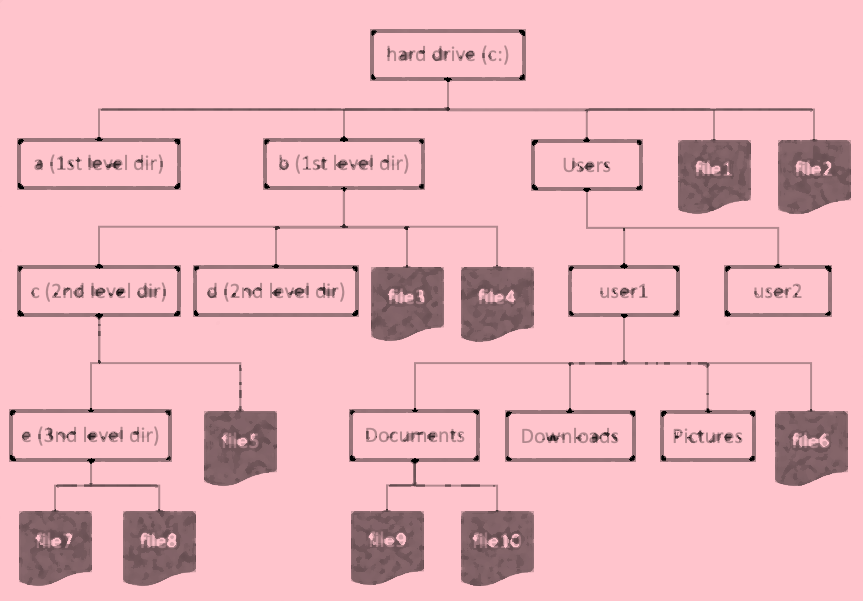 hard drive (c:)
a (1st level dir)
b (1st level dir)
Users
file1
file2
c (2nd level dir)
d (2nd level dir)
file3
file4
user1
user2
e (3nd level dir)
file5
Documents
Downloads
Pictures
file6
file7
file8
file9
file10